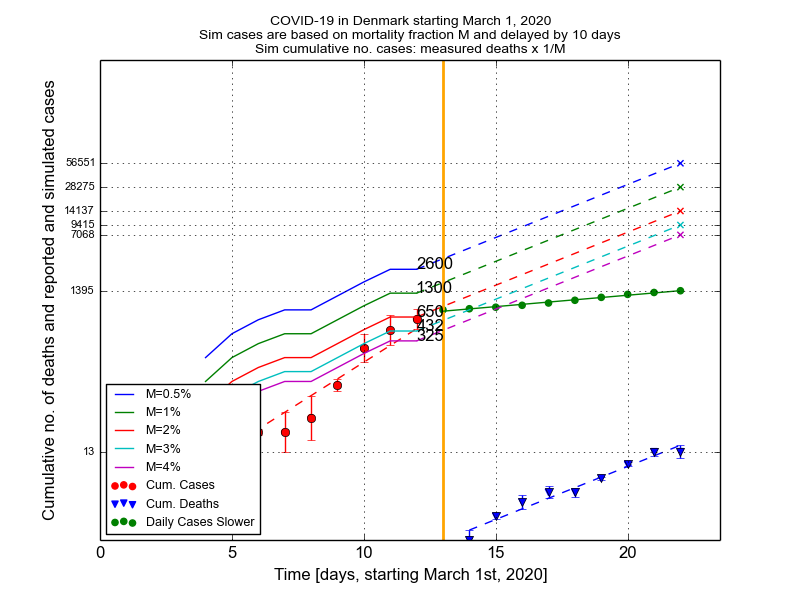 COVID-19 in Denmark starting March 1, 2020
Sim cases are based on mortality fraction M and delayed by 10 days
Sim cumulative no. cases: measured deaths x 1/M
Cumulative no. of deaths and reported and simulated cases
56551
28275
14137
9415
7068
1395
13
2600
1300
650
432
325
M=0.5%
M=1%
M=2%
M=3%
M=4%
Cum. Cases
Cum. Deaths
Daily Cases Slower
0
5
10
15
20
Time [days, starting March 1st, 2020]